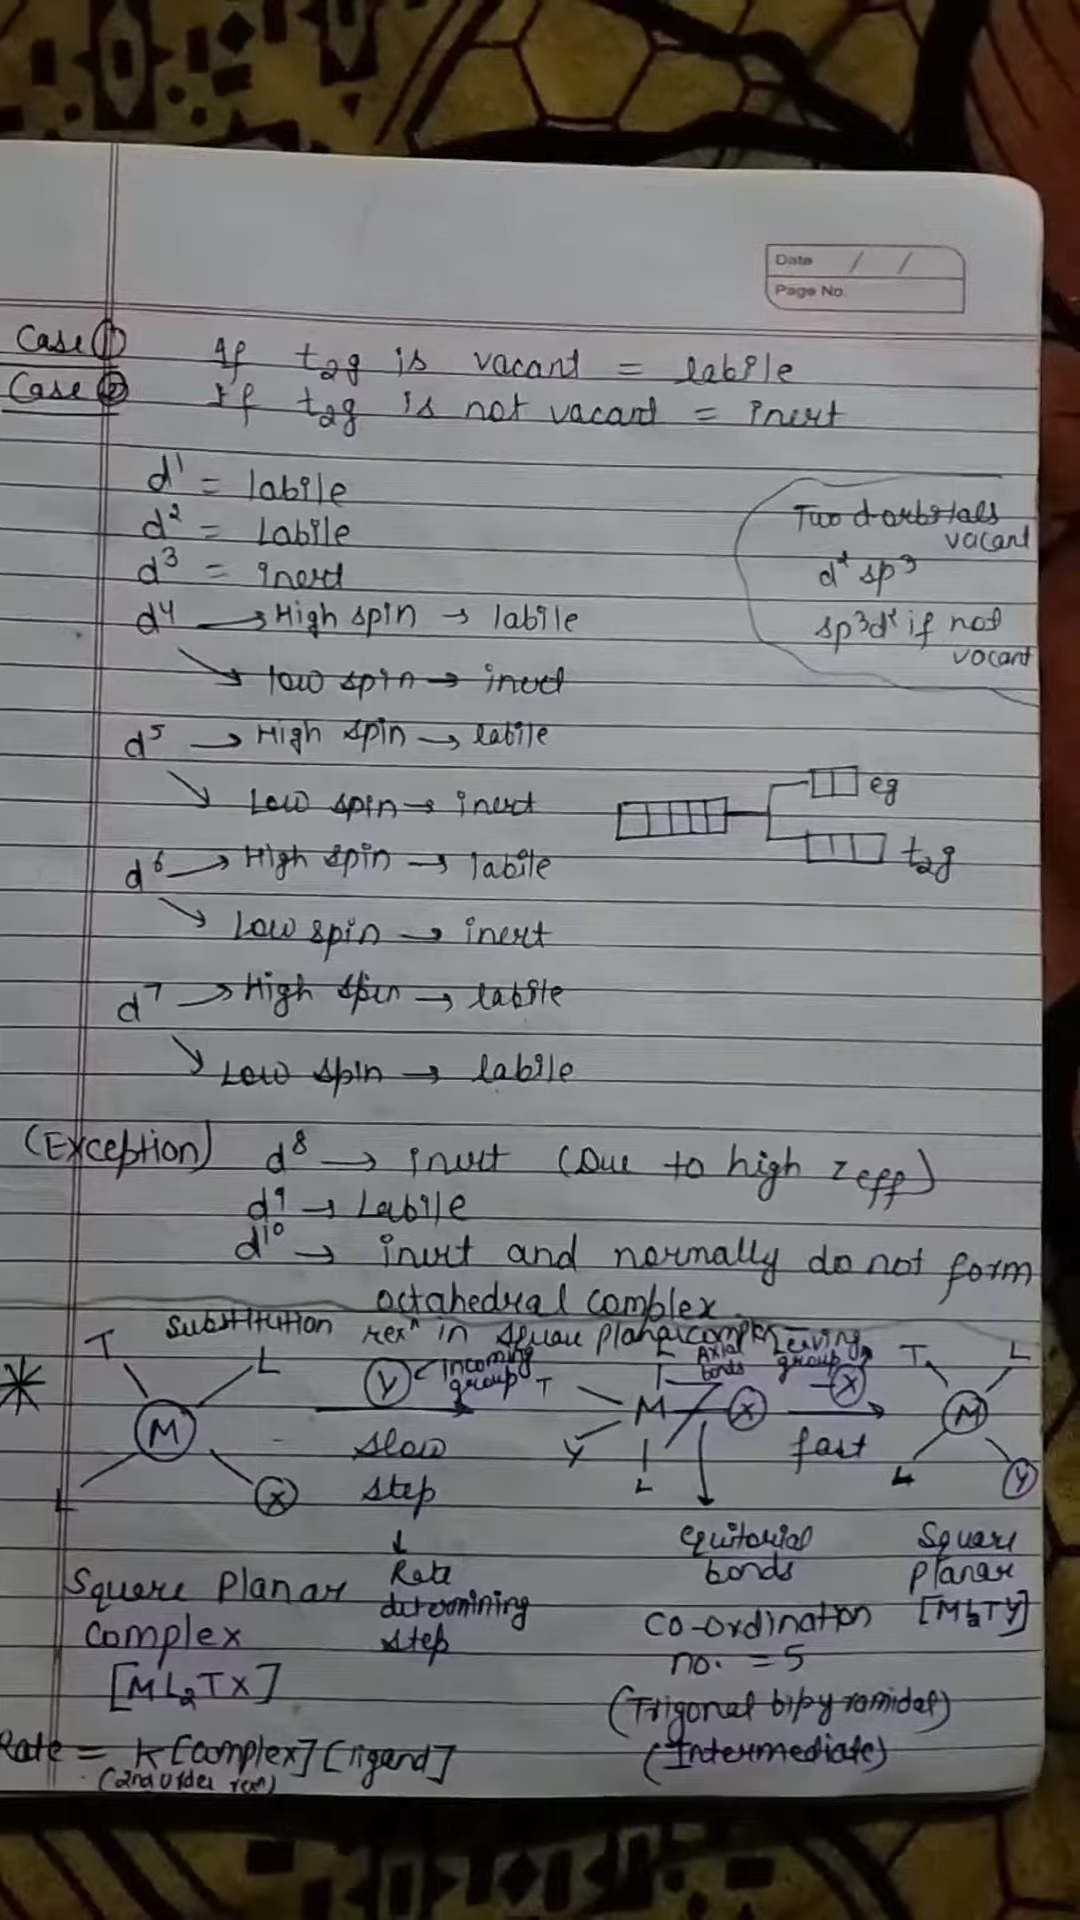 Date / /
Page No.
Case ① If t₂g is vacant = labile
Case ② If t₂g is not vacant = inert
d¹ = labile
d² = Labile
d³ = inert
d⁴ → High spin → labile
↘ low spin → inert
d⁵ → High spin → labile
↘ Low spin → inert
d⁶ → High spin → labile
↘ Low spin → inert
d⁷ → High spin → labile
↘ Low spin → labile
Two d orbitals
vacant
d² sp³
sp³d² if not
vacant
eg
t₂g
(Exception) d⁸ → inert (Due to high Zeff)
d⁹ → Labile
d¹⁰ → inert and normally do not form
octahedral complex
Substitution rexⁿ in square planar complex
T L
M
L X
Y ← Incoming
group
Slow
step
↓
Rate
determining
step
Square Planar
Complex
[ML₂TX]
L Axial
bonds
T M X
Y L
equitorial
bonds
Co-ordination
no. = 5
(Trigonal bipyramidal)
(Intermediate)
Leaving
group
-X
fast
T L
M
L Y
Square
planar
[ML₂TY]
Rate = K[complex][ligand]
(2nd order rexⁿ)